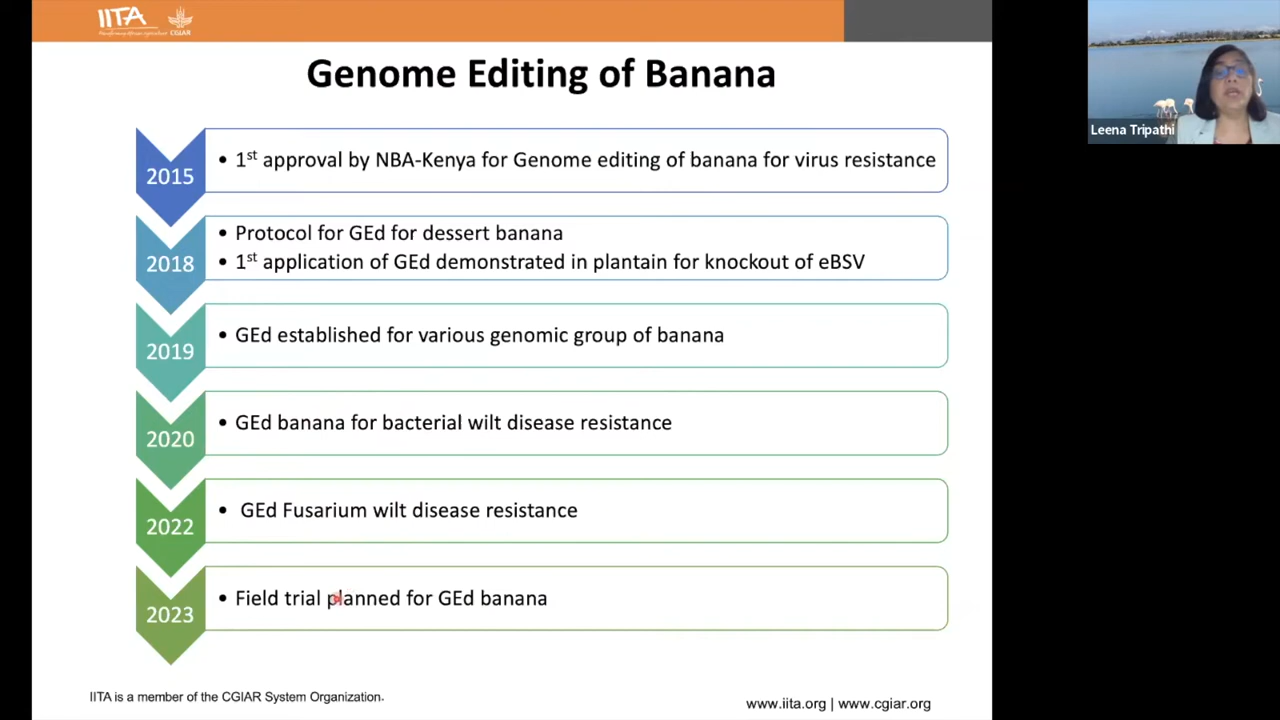 IITA
Transforming African Agriculture
CGIAR
Genome Editing of Banana
2015
• 1st approval by NBA-Kenya for Genome editing of banana for virus resistance
2018
• Protocol for GEd for dessert banana
• 1st application of GEd demonstrated in plantain for knockout of eBSV
2019
• GEd established for various genomic group of banana
2020
• GEd banana for bacterial wilt disease resistance
2022
• GEd Fusarium wilt disease resistance
2023
• Field trial planned for GEd banana
IITA is a member of the CGIAR System Organization.
www.iita.org | www.cgiar.org
Leena Tripathi